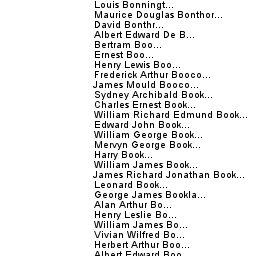 Louis Bonningt...
Maurice Douglas Bonthor...
David Bonthr...
Albert Edward De B...
Bertram Boo...
Ernest Boo...
Henry Lewis Boo...
Frederick Arthur Booco...
James Mould Booco...
Sydney Archibald Book...
Charles Ernest Book...
William Richard Edmund Book...
Edward John Book...
William George Book...
Mervyn George Book...
Harry Book...
William James Book...
James Richard Jonathan Book...
Leonard Book...
George James Bookla...
Alan Arthur Bo...
Henry Leslie Bo...
William James Bo...
Vivian Wilfred Bo...
Herbert Arthur Boo...
Albert Edward Boo